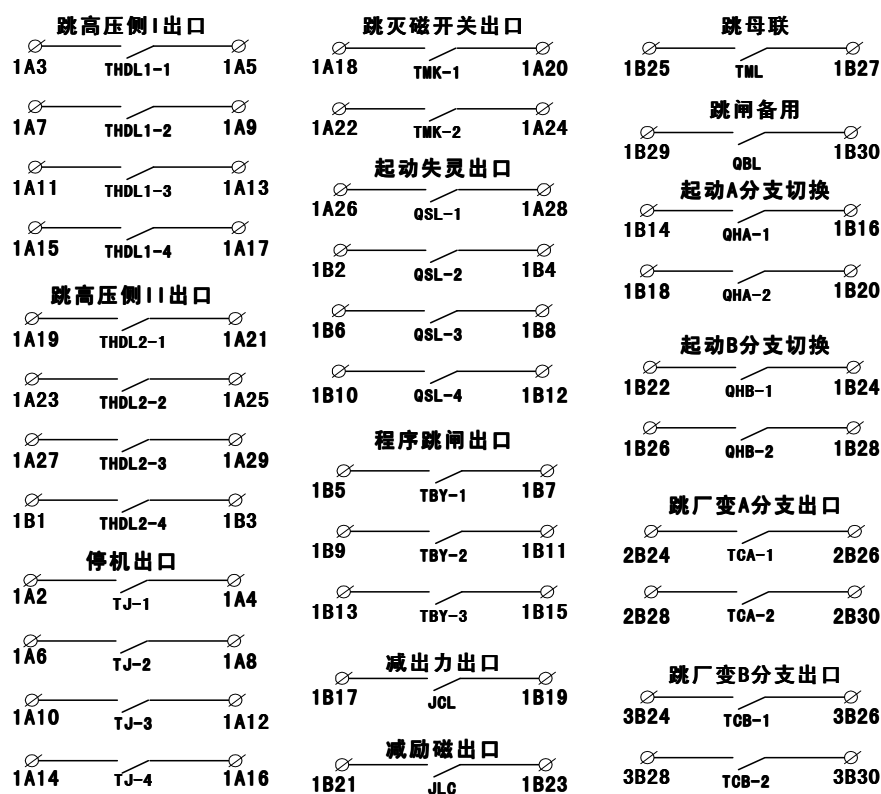 跳高压侧I出口
1A3 THDL1-1 1A5
1A7 THDL1-2 1A9
1A11 THDL1-3 1A13
1A15 THDL1-4 1A17
跳高压侧II出口
1A19 THDL2-1 1A21
1A23 THDL2-2 1A25
1A27 THDL2-3 1A29
1B1 THDL2-4 1B3
停机出口
1A2 TJ-1 1A4
1A6 TJ-2 1A8
1A10 TJ-3 1A12
1A14 TJ-4 1A16
跳灭磁开关出口
1A18 TMK-1 1A20
1A22 TMK-2 1A24
起动失灵出口
1A26 QSL-1 1A28
1B2 QSL-2 1B4
1B6 QSL-3 1B8
1B10 QSL-4 1B12
程序跳闸出口
1B5 TBY-1 1B7
1B9 TBY-2 1B11
1B13 TBY-3 1B15
减出力出口
1B17 JCL 1B19
减励磁出口
1B21 JLC 1B23
跳母联
1B25 TML 1B27
跳闸备用
1B29 QBL 1B30
起动A分支切换
1B14 QHA-1 1B16
1B18 QHA-2 1B20
起动B分支切换
1B22 QHB-1 1B24
1B26 QHB-2 1B28
跳厂变A分支出口
2B24 TCA-1 2B26
2B28 TCA-2 2B30
跳厂变B分支出口
3B24 TCB-1 3B26
3B28 TCB-2 3B30